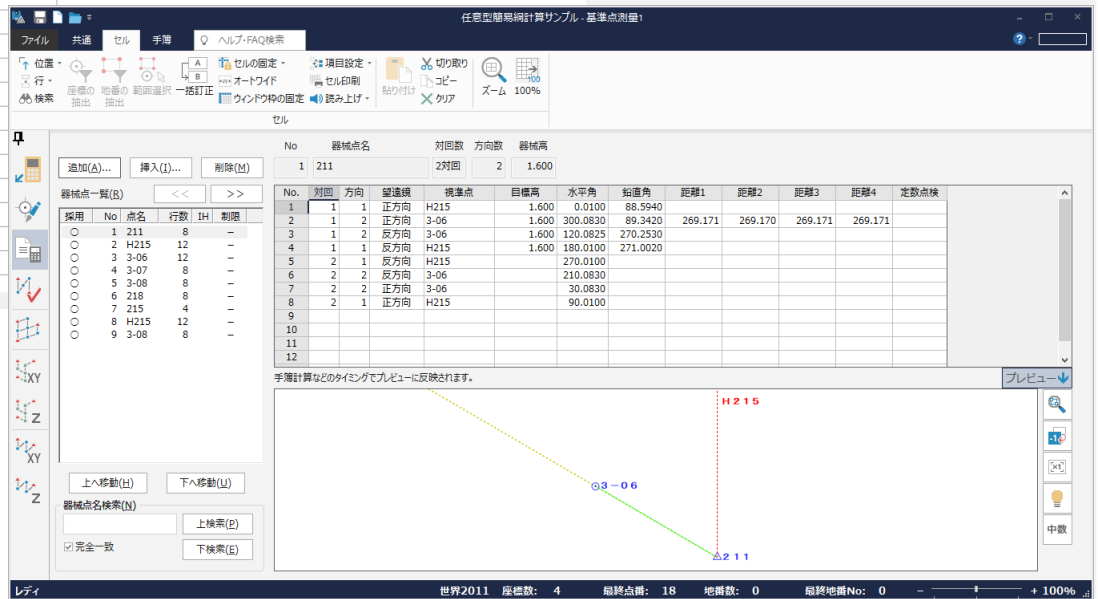 任意型簡易網計算サンプル - 基準点測量1
ファイル 共通 セル 手簿 ヘルプ・FAQ検索
位置 行 検索 座標の抽出 地番の抽出 範囲選択 A B 一括訂正 セルの固定 オートワイド ウィンドウ枠の固定 項目設定 セル印刷 読み上げ 貼り付け 切り取り コピー クリア ズーム 100 100%
セル
No 器械点名 対回数 方向数 器械高
1 211 2対回 2 1.600
追加(A)... 挿入(I)... 削除(M)
器械点一覧(R) << >>
採用 No 点名 行数 IH 制限
○ 1 211 8 –
○ 2 H215 12 –
○ 3 3-06 12 –
○ 4 3-07 8 –
○ 5 3-08 8 –
○ 6 218 8 –
○ 7 215 4 –
○ 8 H215 12 –
○ 9 3-08 8 –
No. 対回 方向 望遠鏡 視準点 目標高 水平角 鉛直角 距離1 距離2 距離3 距離4 定数点検
1 1 1 正方向 H215 1.600 0.0100 88.5940
2 1 2 正方向 3-06 1.600 300.0830 89.3420 269.171 269.170 269.171 269.171
3 1 2 反方向 3-06 1.600 120.0825 270.2530
4 1 1 反方向 H215 1.600 180.0100 271.0020
5 2 1 反方向 H215 270.0100
6 2 2 反方向 3-06 210.0830
7 2 2 正方向 3-06 30.0830
8 2 1 正方向 H215 90.0100
9
10
11
12
手簿計算などのタイミングでプレビューに反映されます。 プレビュー
H215
3-06
211
XY
Z
XY
Z
-1
[x1]
中数
上へ移動(H) 下へ移動(U)
器械点名検索(N)
上検索(P)
完全一致 下検索(E)
レディ 世界2011 座標数: 4 最終点番: 18 地番数: 0 最終地番No: 0 - + 100%